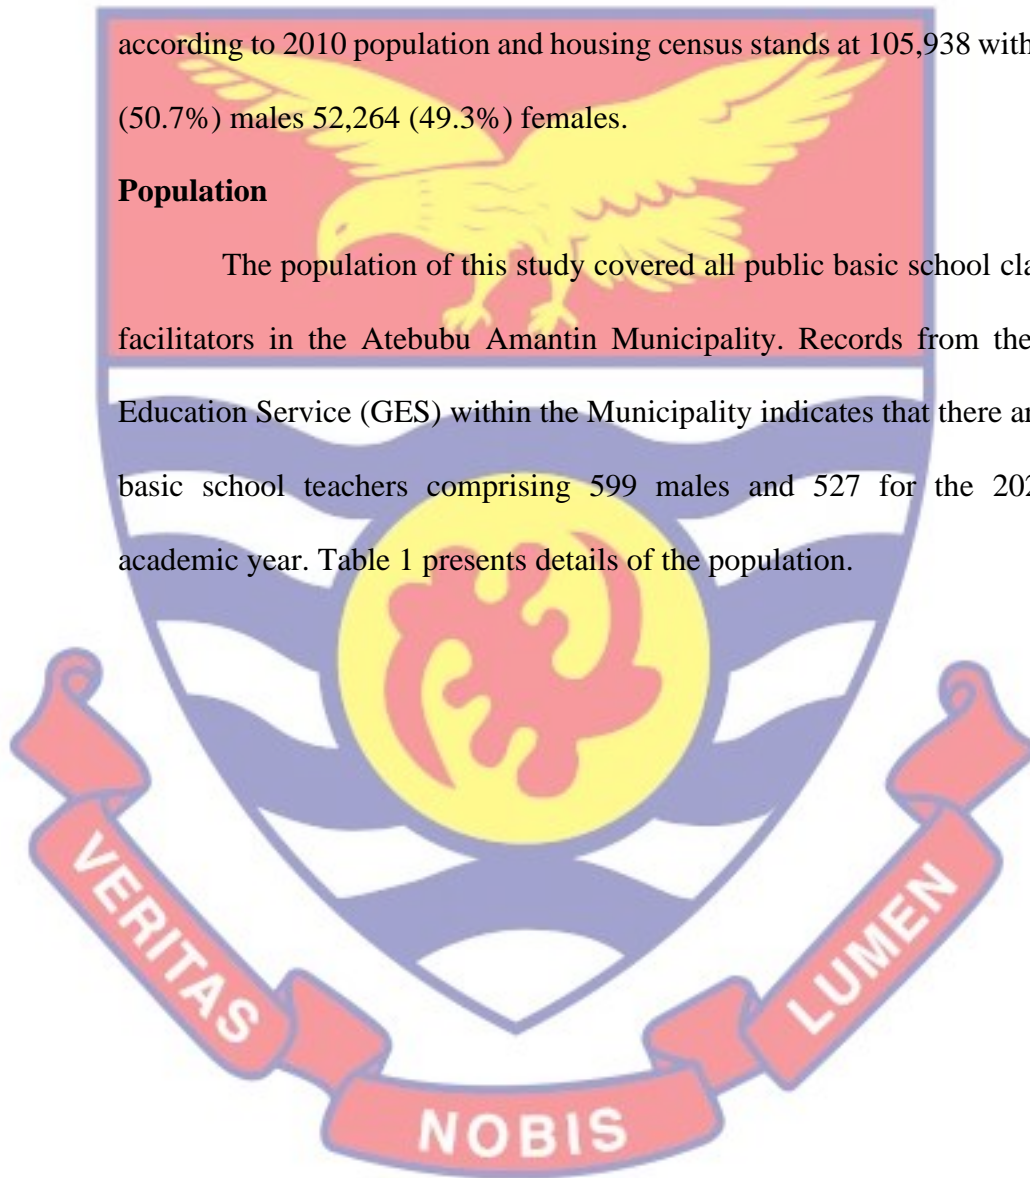 according to 2010 population and housing census stands at 105,938 with
(50.7%) males 52,264 (49.3%) females.
Population
The population of this study covered all public basic school
facilitators in the Atebubu Amantin Municipality. Records from the
Education Service (GES) within the Municipality indicates that there
basic school teachers comprising 599 males and 527 for the
academic year. Table 1 presents details of the population.
VERITAS
NOBIS
LUMEN